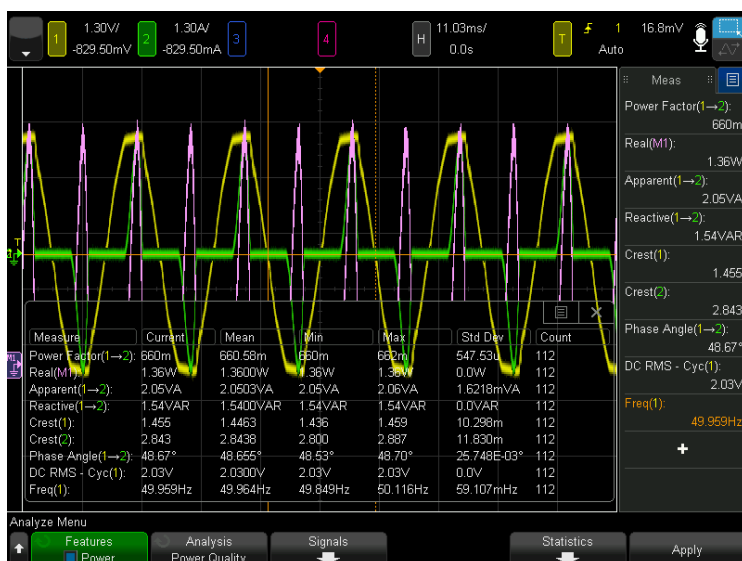 1 1.30V/ -829.50mV 2 1.30A/ -829.50mA 3 4 H 11.03ms/ 0.0s T 1 16.8mV Auto
Meas
Power Factor(1→2):
660m
Real(M1):
1.36W
Apparent(1→2):
2.05VA
Reactive(1→2):
1.54VAR
Crest(1):
1.455
Crest(2):
2.843
Phase Angle(1→2):
48.67°
DC RMS - Cyc(1):
2.03V
Freq(1):
49.959Hz
+
T
M1
Measure Current Mean Min Max Std Dev Count
Power Factor(1→2): 660m 660.58m 660m 662m 547.53u 112
Real(M1): 1.36W 1.3600W 1.36W 1.36W 0.0W 112
Apparent(1→2): 2.05VA 2.0503VA 2.05VA 2.06VA 1.6218mVA 112
Reactive(1→2): 1.54VAR 1.5400VAR 1.54VAR 1.54VAR 0.0VAR 112
Crest(1): 1.455 1.4463 1.436 1.459 10.298m 112
Crest(2): 2.843 2.8438 2.800 2.887 11.830m 112
Phase Angle(1→2): 48.67° 48.655° 48.53° 48.70° 25.748E-03° 112
DC RMS - Cyc(1): 2.03V 2.0300V 2.03V 2.03V 0.0V 112
Freq(1): 49.959Hz 49.964Hz 49.849Hz 50.116Hz 59.107mHz 112
Analyze Menu
Features Analysis Signals Statistics Apply
Power Power Quality